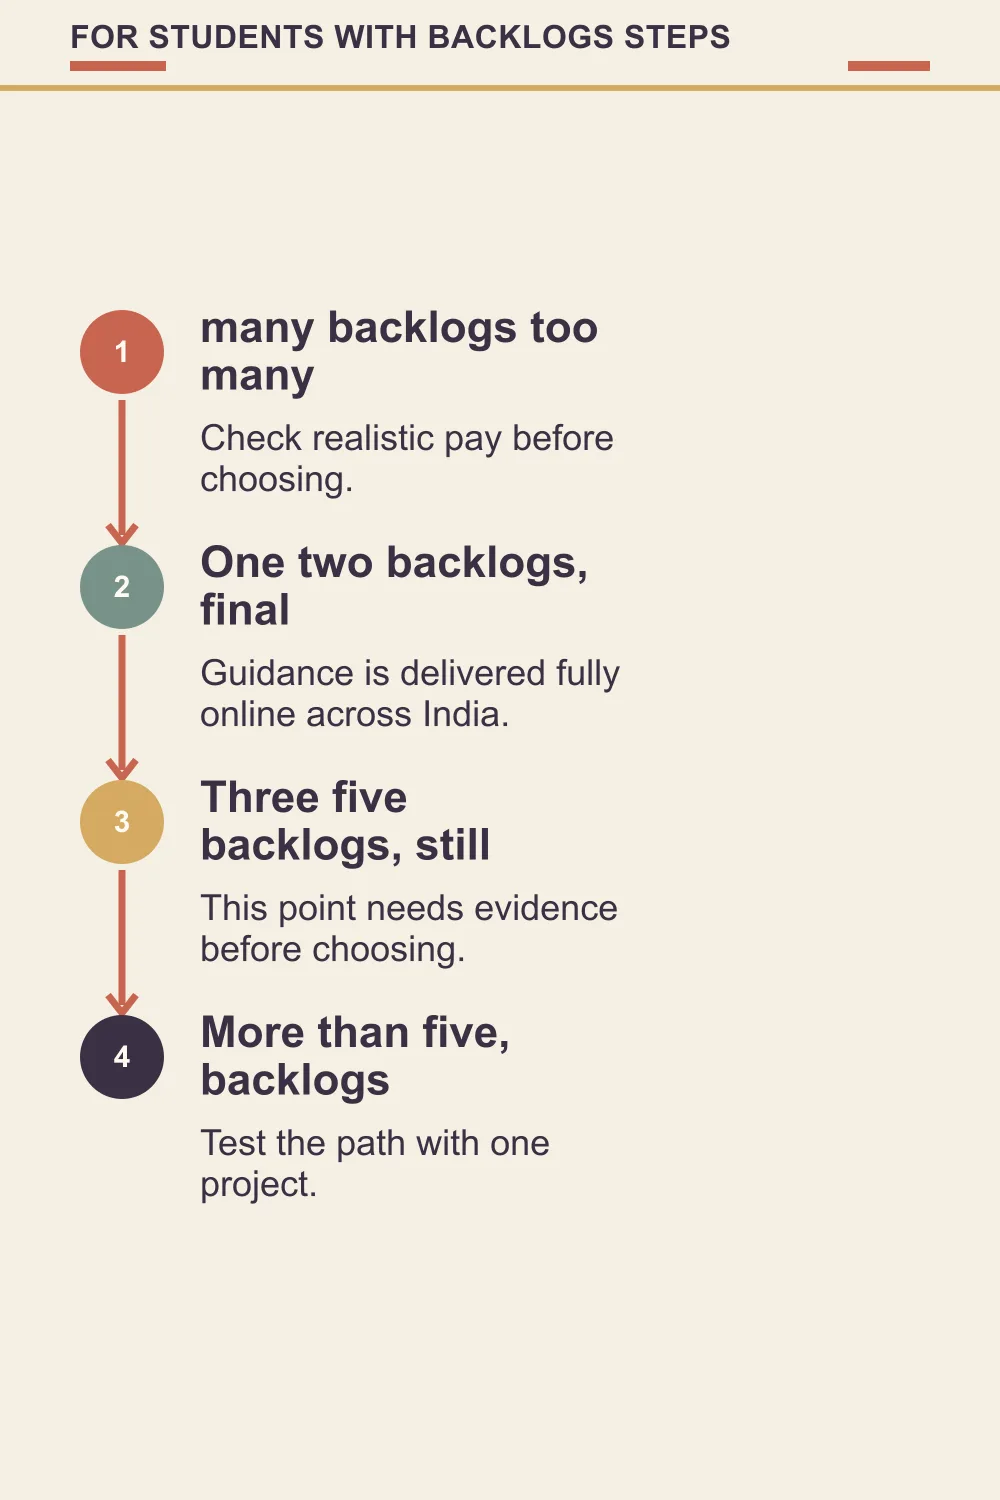 FOR STUDENTS WITH BACKLOGS STEPS
1
many backlogs too
many
Check realistic pay before
choosing.
2
One two backlogs,
final
Guidance is delivered fully
online across India.
3
Three five
backlogs, still
This point needs evidence
before choosing.
4
More than five,
backlogs
Test the path with one
project.